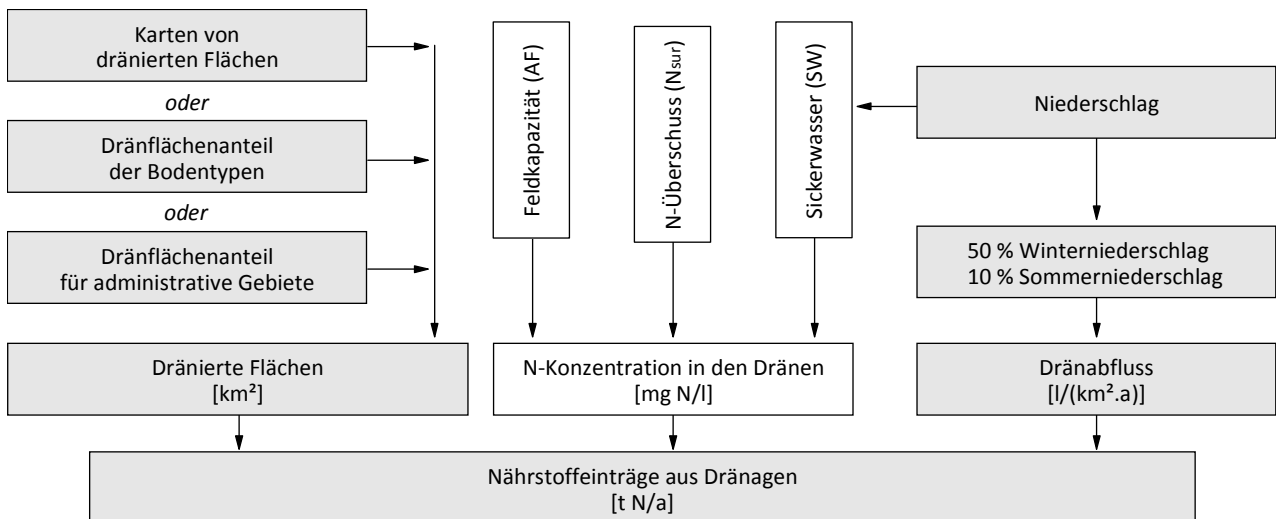 Karten von
dränierten Flächen
oder
Dränflächenanteil
der Bodentypen
oder
Dränflächenanteil
für administrative Gebiete
Feldkapazität (AF)
N-Überschuss (Nsur)
Sickerwasser (SW)
Niederschlag
50 % Winterniederschlag
10 % Sommerniederschlag
Dränierte Flächen
[km²]
N-Konzentration in den Dränen
[mg N/l]
Dränabfluss
[l/(km².a)]
Nährstoffeinträge aus Dränagen
[t N/a]